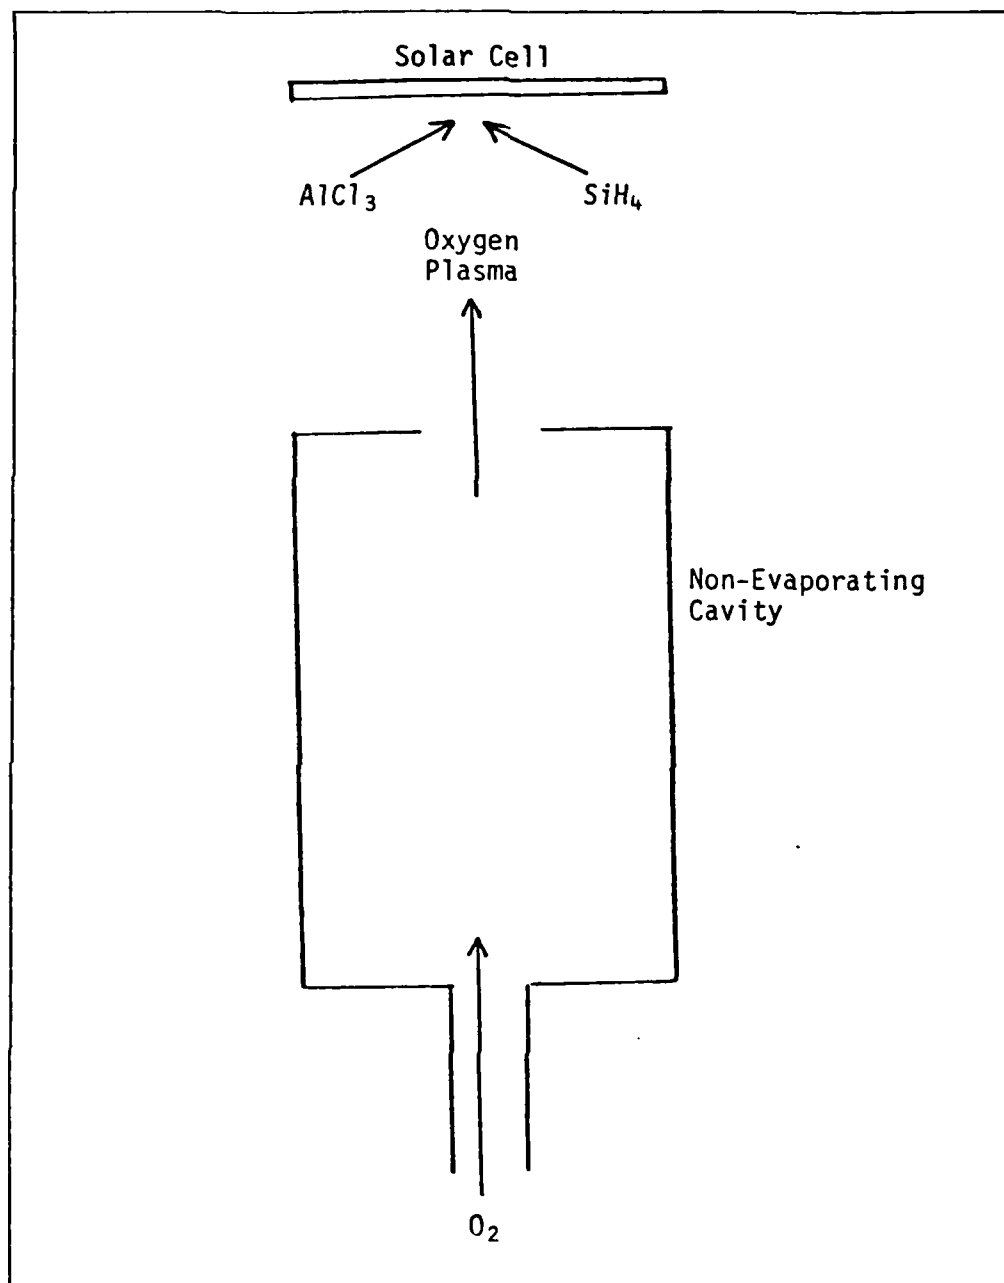 Solar Cell
AlCl₃
SiH₄
Oxygen
Plasma
Non-Evaporating
Cavity
O₂